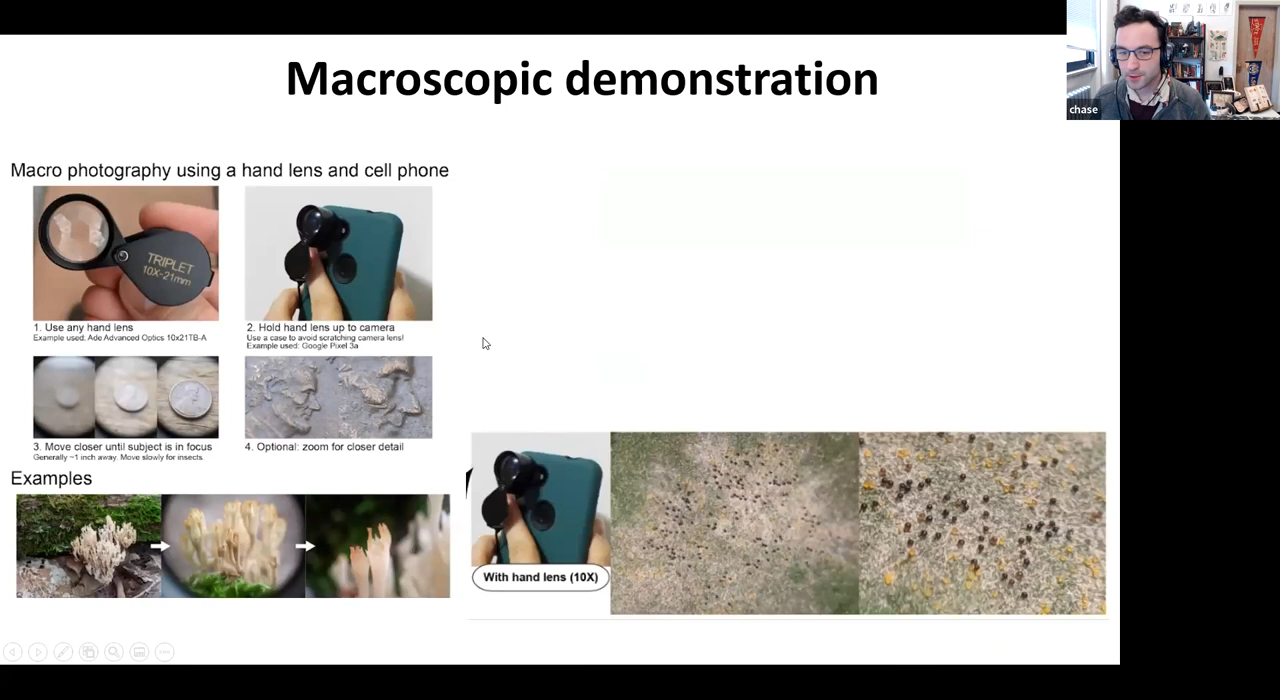 Macroscopic demonstration
chase
Macro photography using a hand lens and cell phone
TRIPLET
10X-21mm
1. Use any hand lens
Example used: Ade Advanced Optics 10x21TB-A
2. Hold hand lens up to camera
Use a case to avoid scratching camera lens!
Example used: Google Pixel 3a
3. Move closer until subject is in focus
Generally ~1 inch away. Move slowly for insects.
4. Optional: zoom for closer detail
Examples
With hand lens (10X)